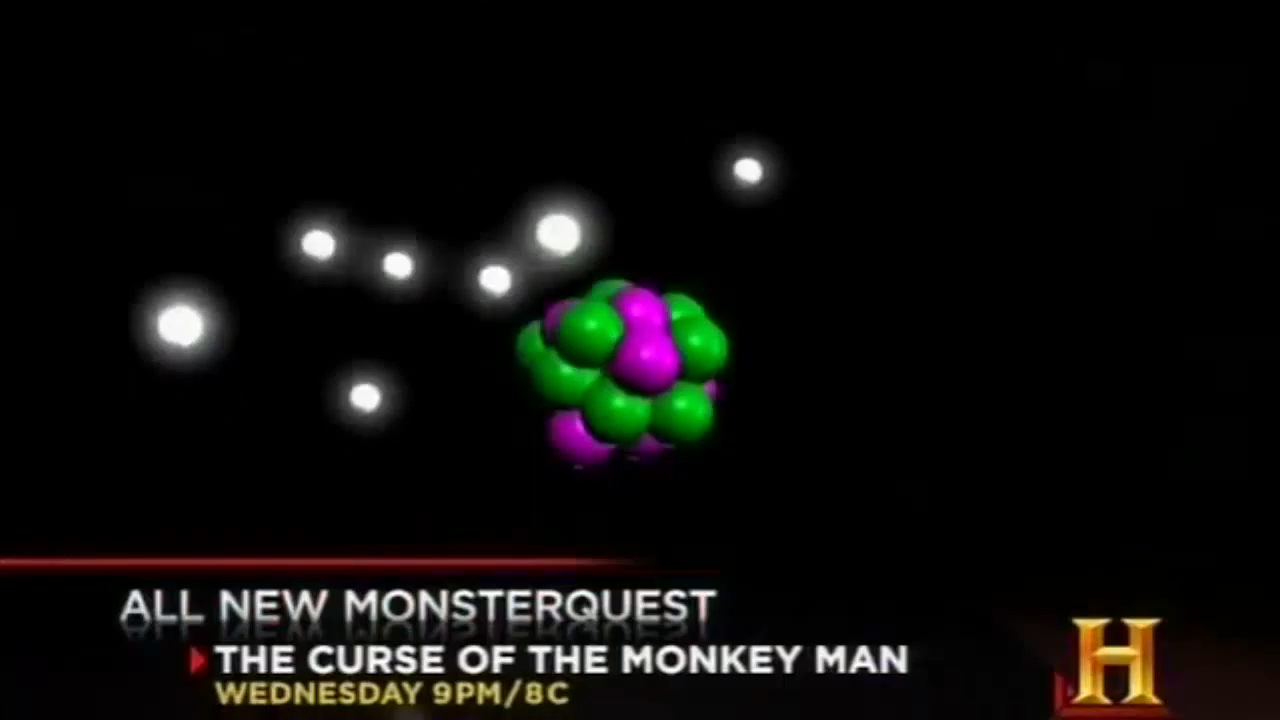 ALL NEW MONSTERQUEST
THE CURSE OF THE MONKEY MAN
WEDNESDAY 9PM/8C
H